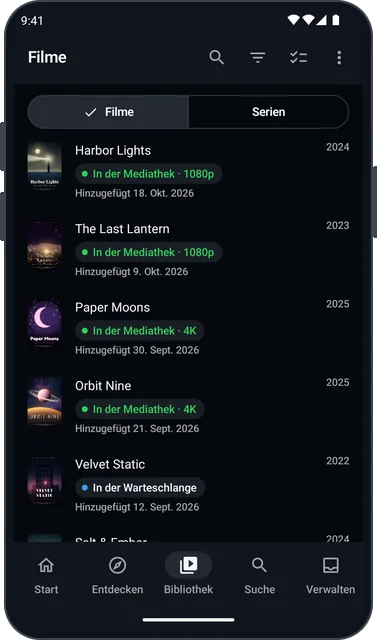 9:41
Filme
Filme
Serien
Harbor Lights
2024
In der Mediathek · 1080p
Hinzugefügt 18. Okt. 2026
Harbor Lights
The Last Lantern
2023
In der Mediathek · 1080p
Hinzugefügt 9. Okt. 2026
Paper Moons
2025
In der Mediathek · 4K
Hinzugefügt 30. Sept. 2026
Paper Moons
Orbit Nine
2025
In der Mediathek · 4K
Hinzugefügt 21. Sept. 2026
ORBIT NINE
Velvet Static
2022
In der Warteschlange
Hinzugefügt 12. Sept. 2026
VELVET STATIC
Salt & Ember
2024
Start
Entdecken
Bibliothek
Suche
Verwalten